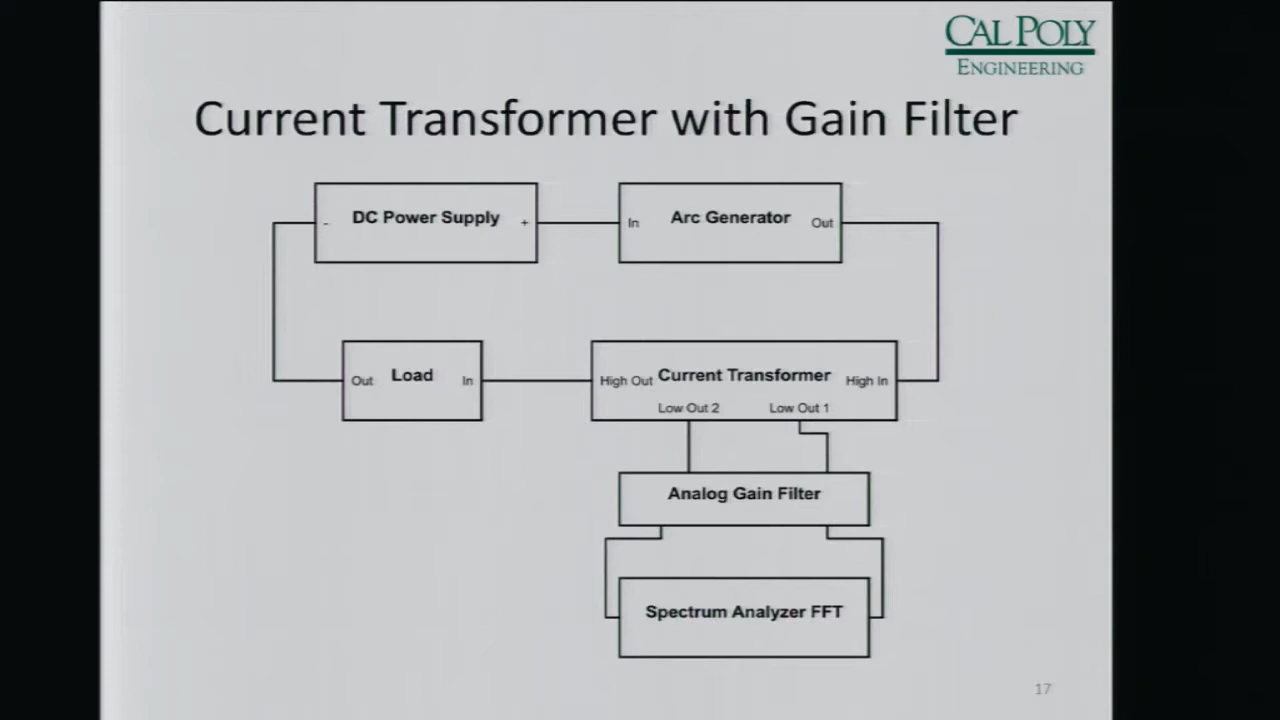 CAL POLY
ENGINEERING
Current Transformer with Gain Filter
- DC Power Supply +
In Arc Generator Out
Out Load In
High Out Current Transformer High In
Low Out 2 Low Out 1
Analog Gain Filter
Spectrum Analyzer FFT
17